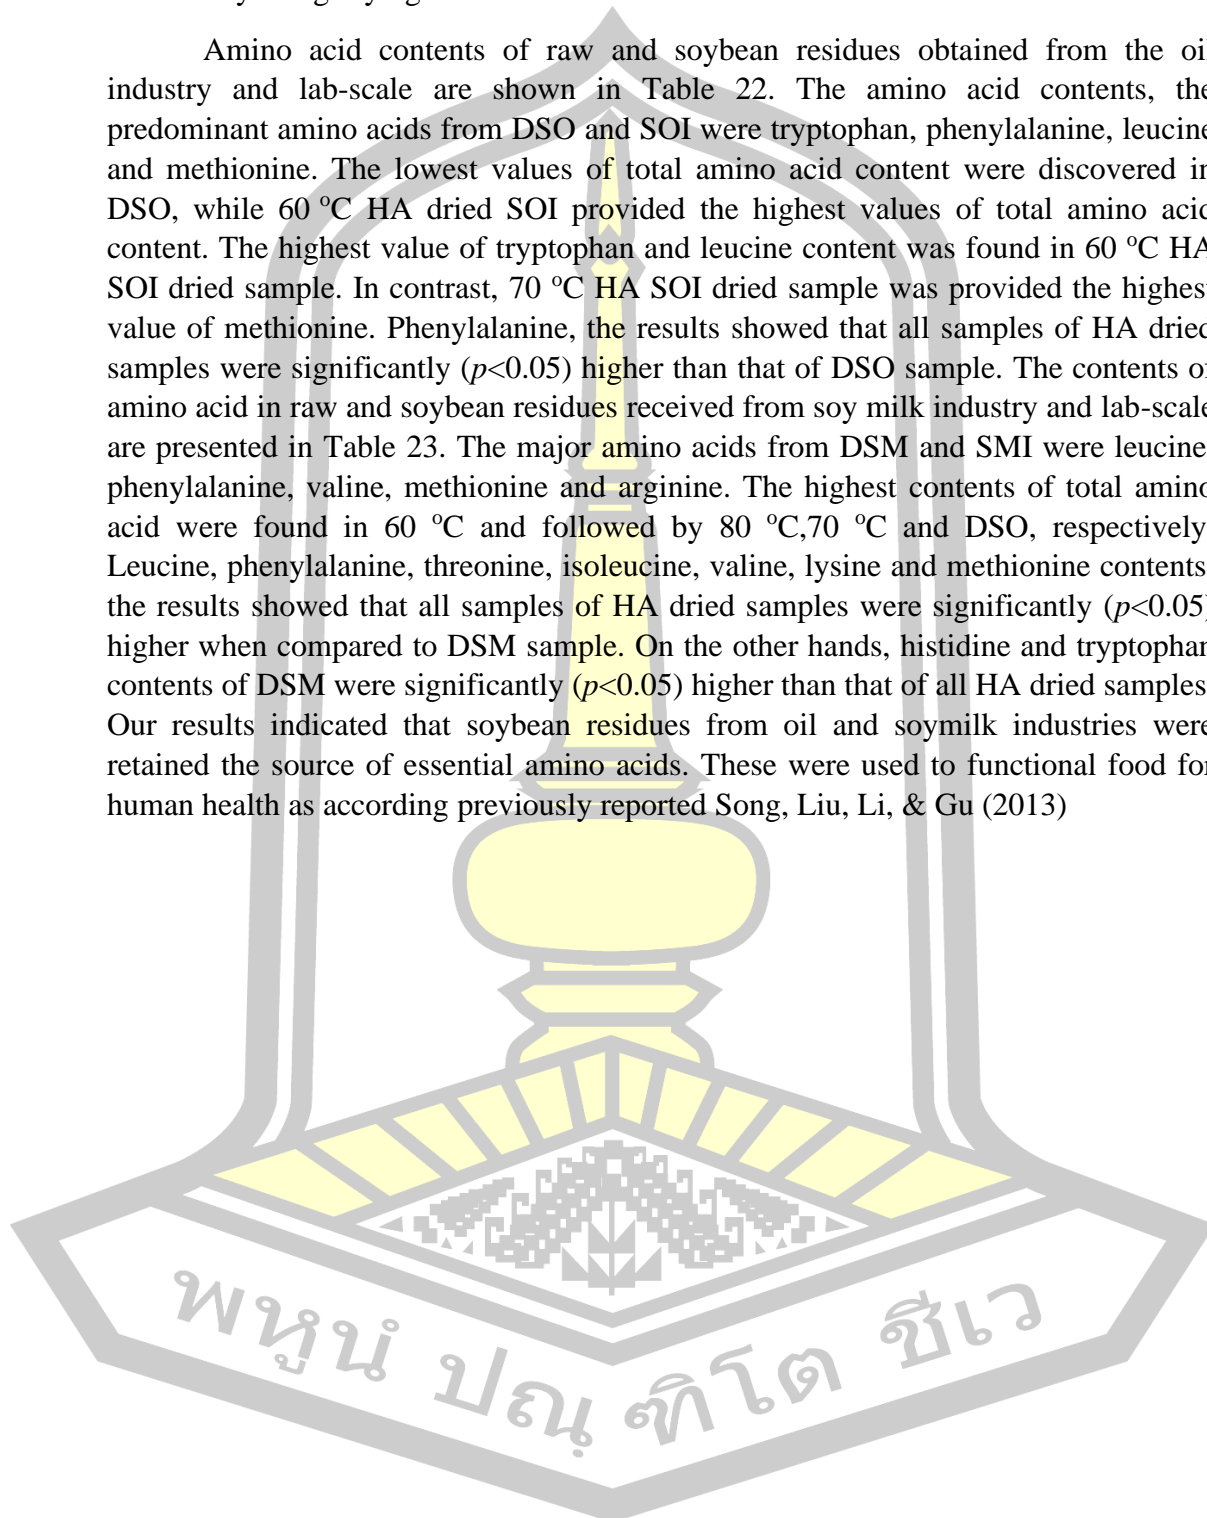 Amino acid contents of raw and soybean residues obtained from the oil
industry and lab-scale are shown in Table 22. The amino acid contents, the
predominant amino acids from DSO and SOI were tryptophan, phenylalanine, leucine
and methionine. The lowest values of total amino acid content were discovered in
DSO, while 60 °C HA dried SOI provided the highest values of total amino acid
content. The highest value of tryptophan and leucine content was found in 60 °C HA
SOI dried sample. In contrast, 70 °C HA SOI dried sample was provided the highest
value of methionine. Phenylalanine, the results showed that all samples of HA dried
samples were significantly (p<0.05) higher than that of DSO sample. The contents of
amino acid in raw and soybean residues received from soy milk industry and lab-scale
are presented in Table 23. The major amino acids from DSM and SMI were leucine
phenylalanine, valine, methionine and arginine. The highest contents of total amino
acid were found in 60 °C and followed by 80 °C,70 °C and DSO, respectively
Leucine, phenylalanine, threonine, isoleucine, valine, lysine and methionine contents
the results showed that all samples of HA dried samples were significantly (p<0.05)
higher when compared to DSM sample. On the other hands, histidine and tryptophan
contents of DSM were significantly (p<0.05) higher than that of all HA dried samples
Our results indicated that soybean residues from oil and soymilk industries were
retained the source of essential amino acids. These were used to functional food for
human health as according previously reported Song, Liu, Li, & Gu (2013)
พหูนํ ปณฺฑิโต ชีเว